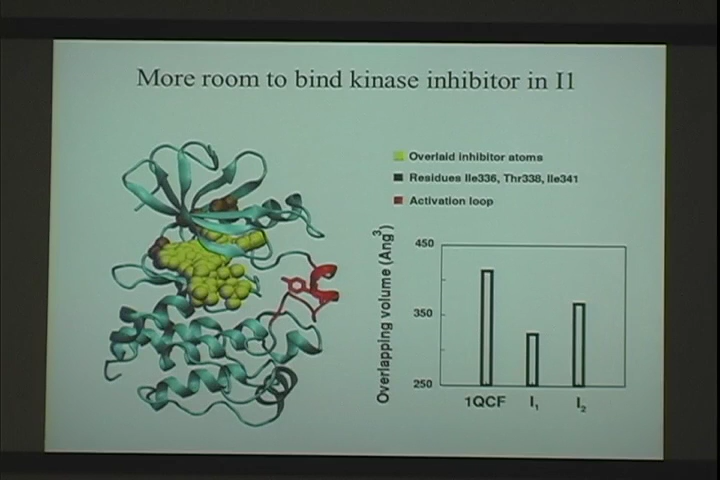 More room to bind kinase inhibitor in I1
Overlaid inhibitor atoms
Residues Ile336, Thr338, Ile341
Activation loop
Overlapping volume (Ang³)
450
350
250
1QCF I₁ I₂